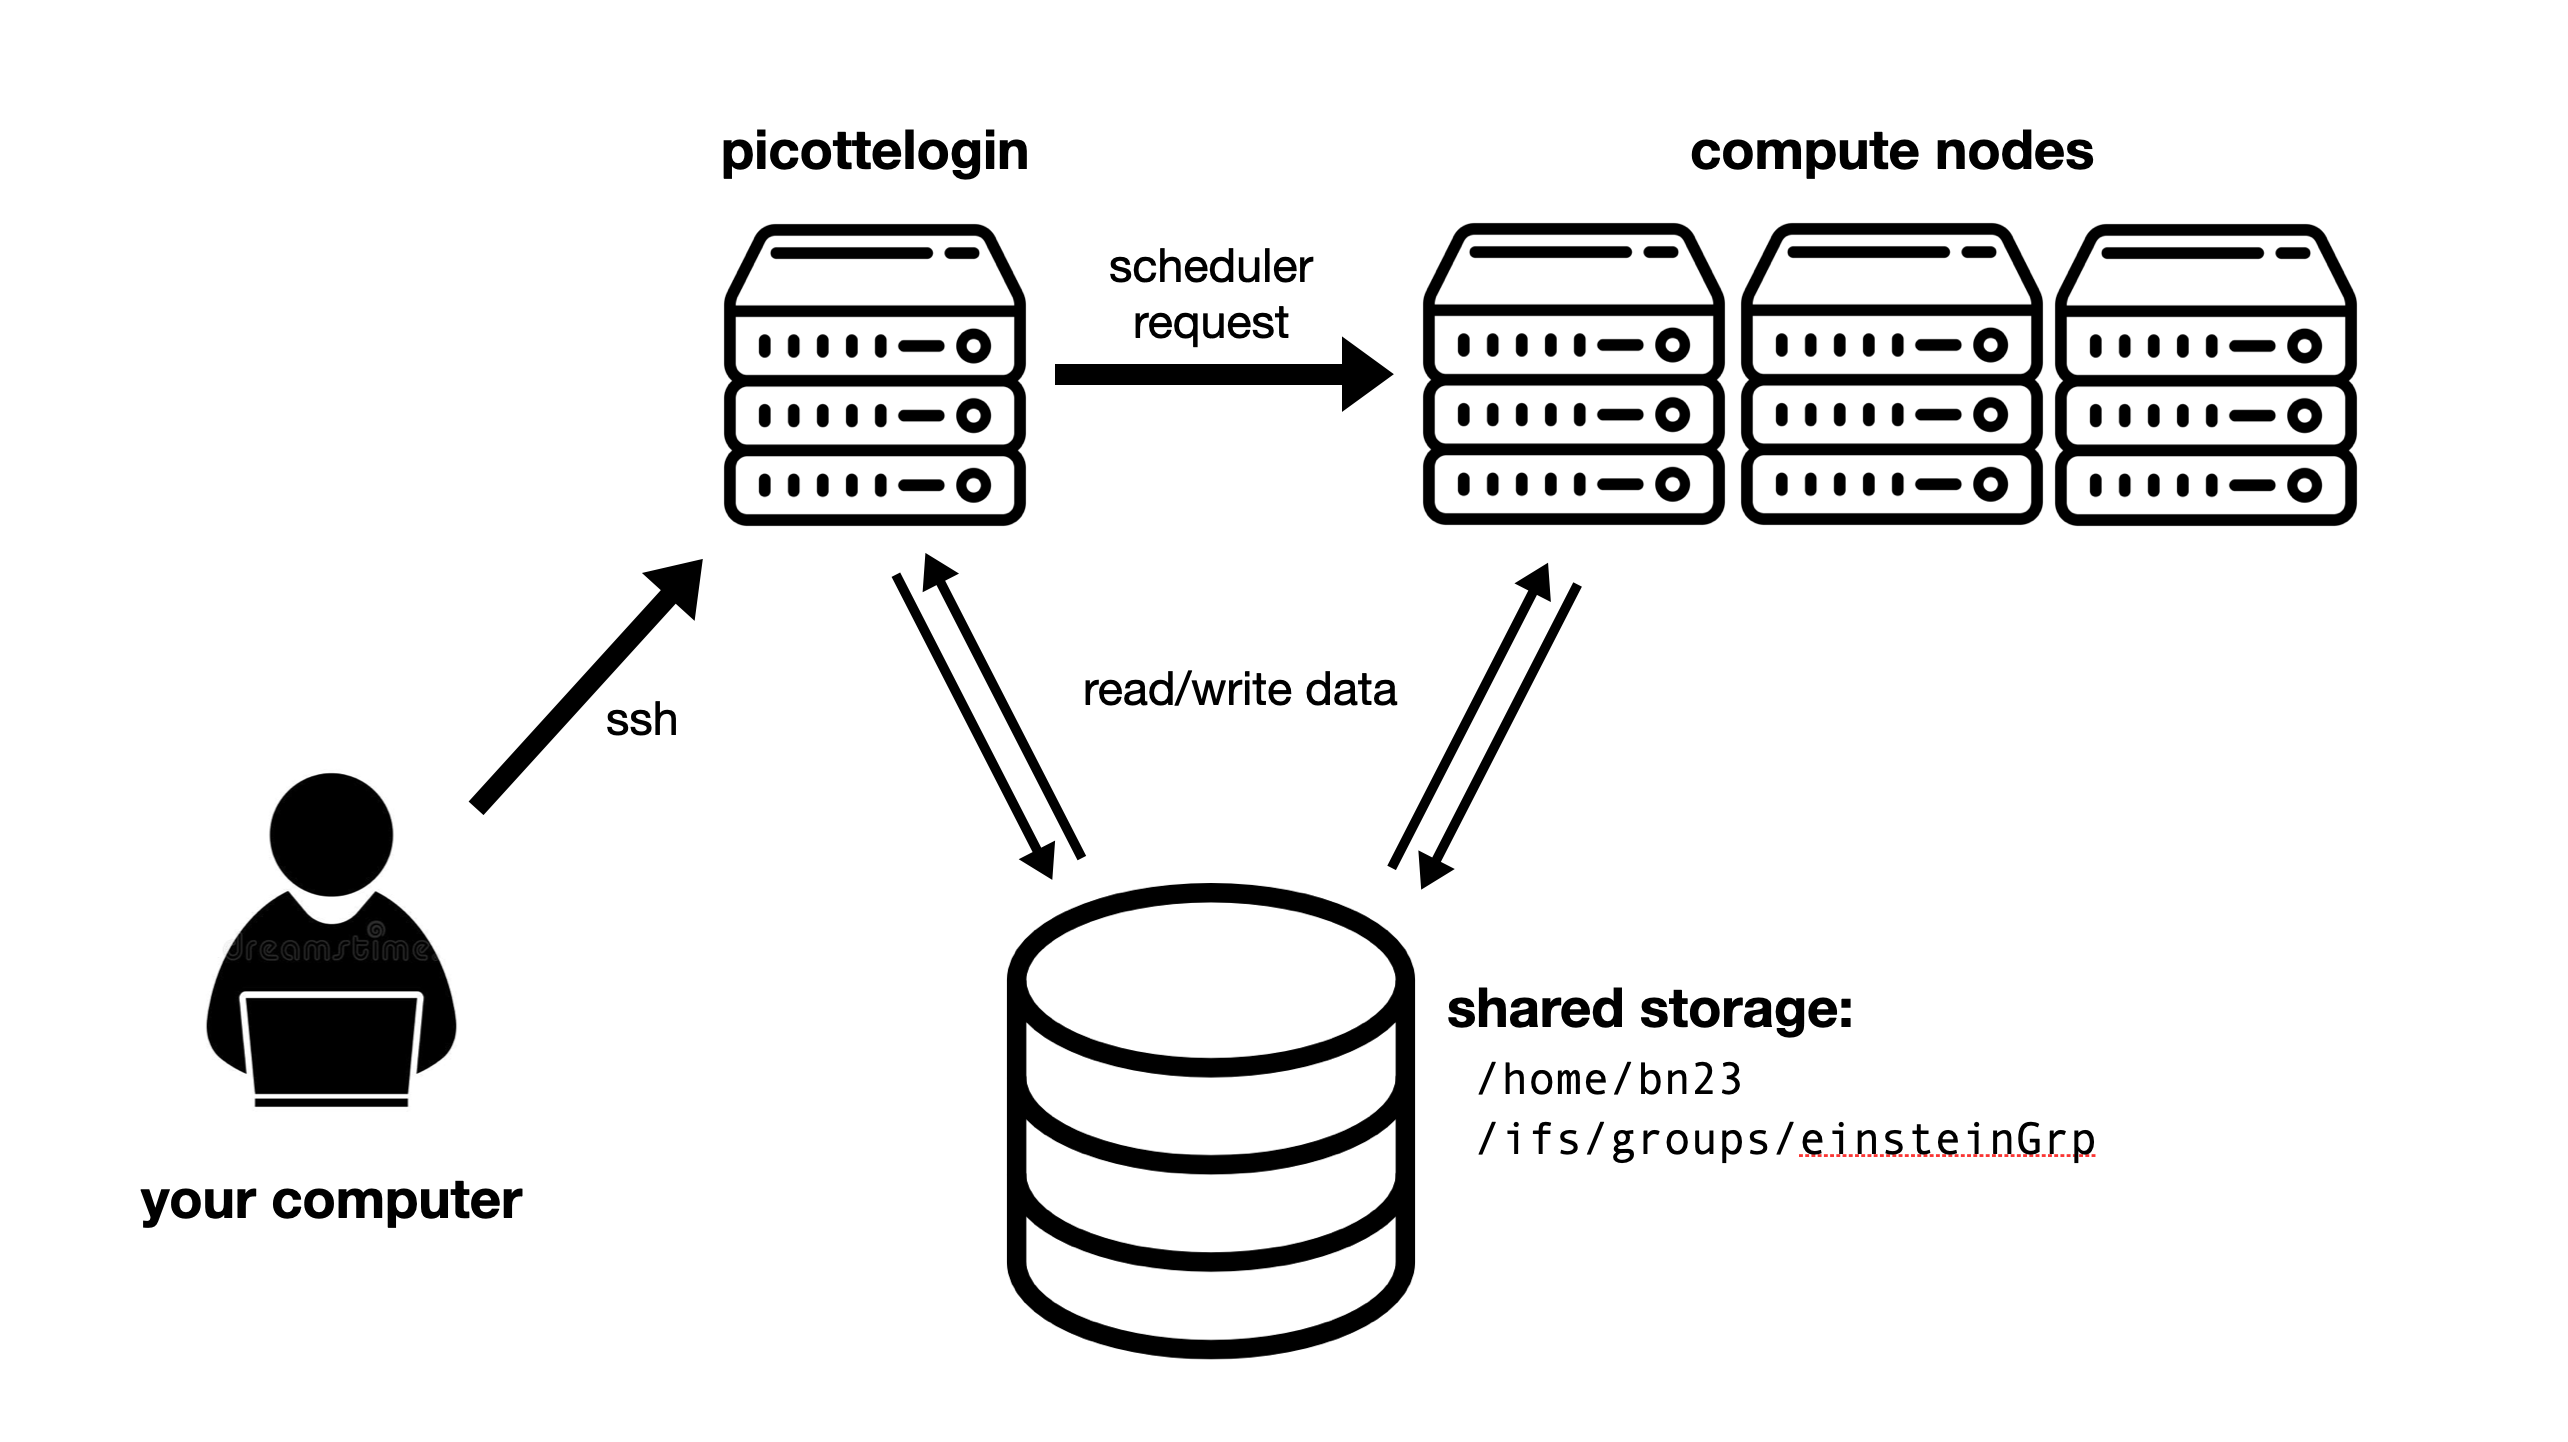 picottelogin
compute nodes
scheduler
request
ssh
read/write data
dreamstime
shared storage:
/home/bn23
/ifs/groups/einsteinGrp
your computer